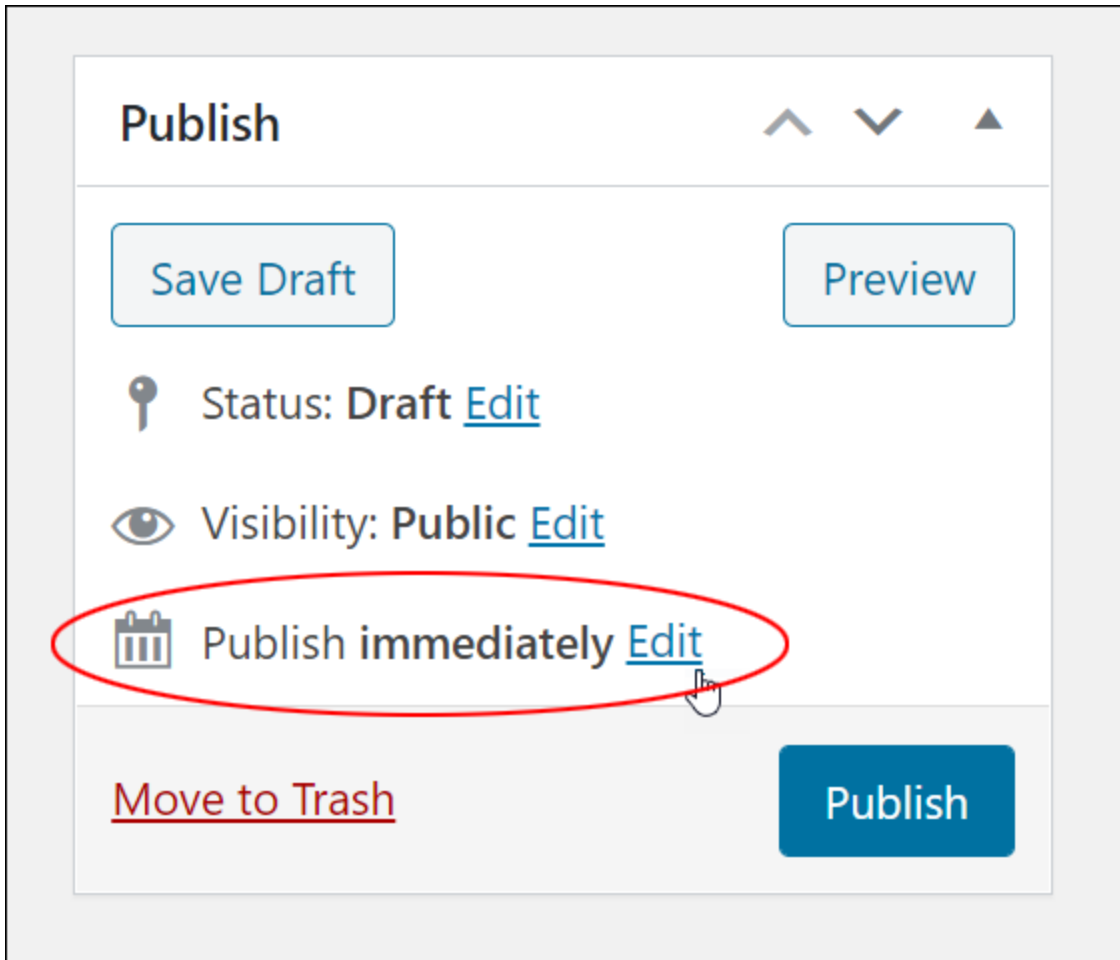 Publish
Save Draft
Preview
Status: Draft Edit
Visibility: Public Edit
Publish immediately Edit
Move to Trash
Publish